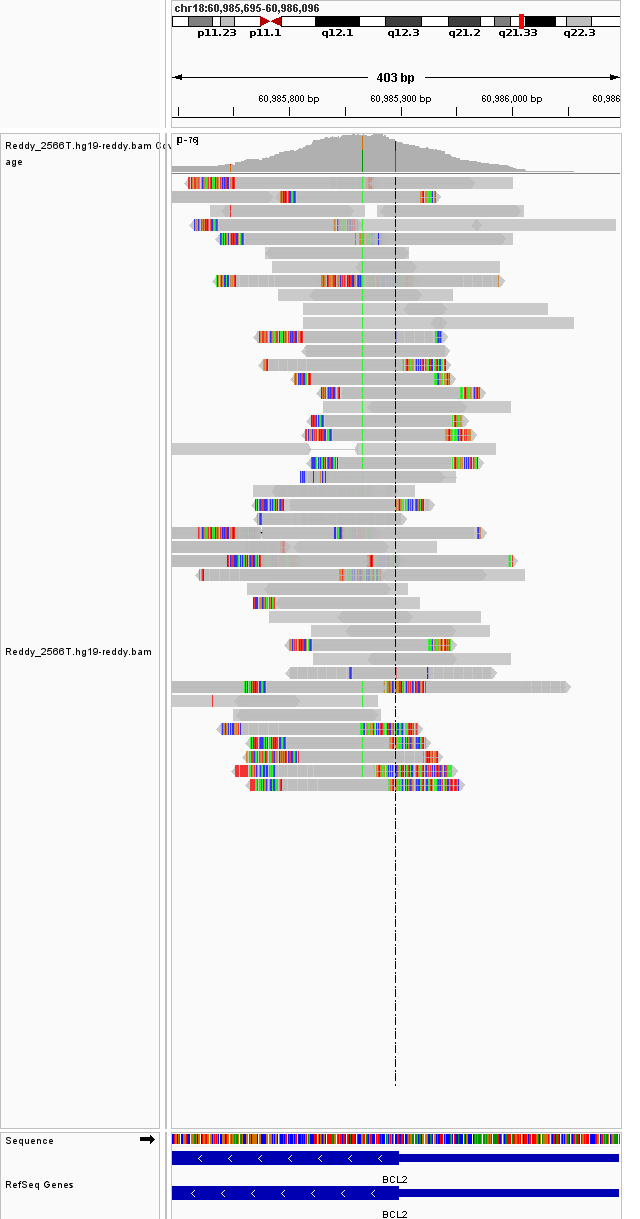 chr18:60,985,695-60,986,096
p11.23 p11.1 q12.1 q12.3 q21.2 q21.33 q22.3
403 bp
60,985,800 bp 60,985,900 bp 60,986,000 bp 60,986
Reddy_2566T.hg19-reddy.bam Cov
age
[0-76]
Reddy_2566T.hg19-reddy.bam
Sequence
BCL2
RefSeq Genes
BCL2